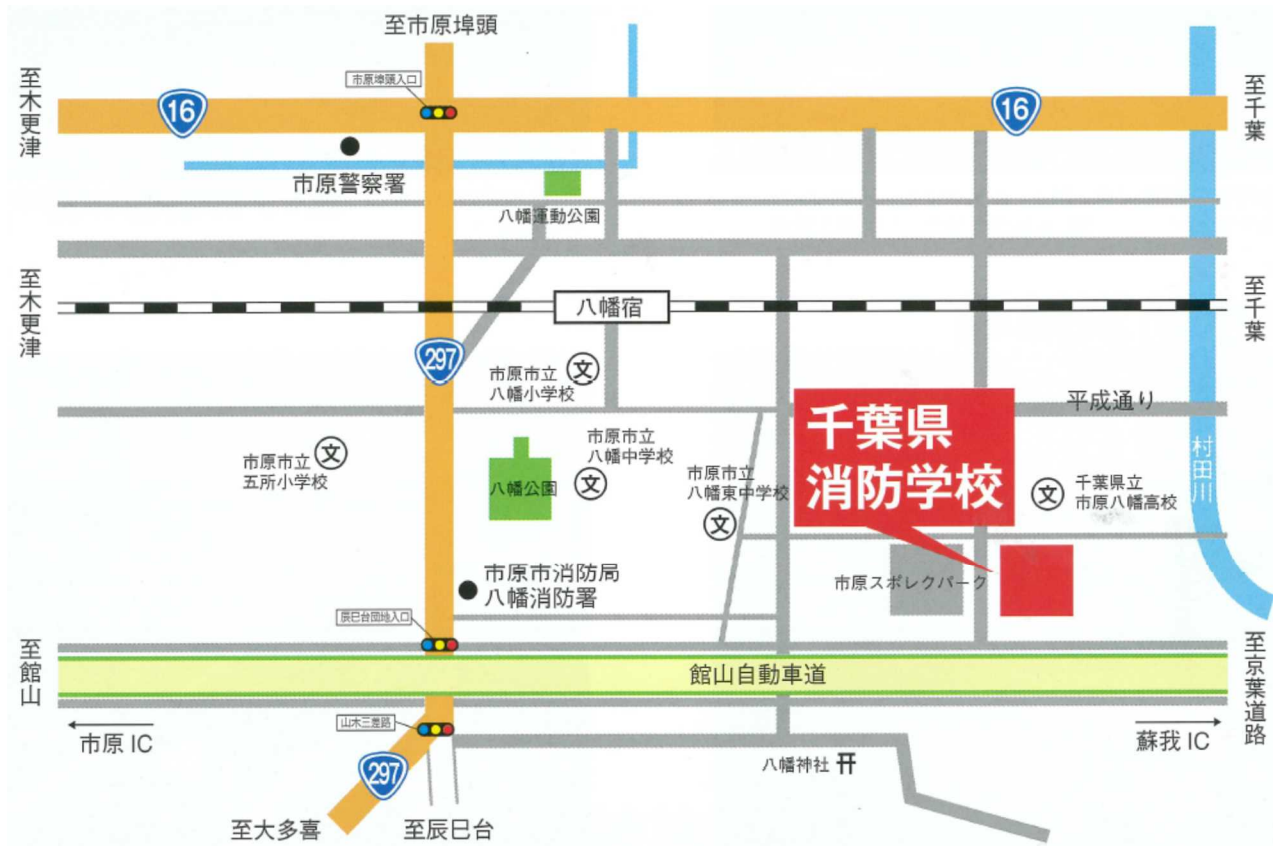 至市原埠頭
市原埠頭入口
至木更津
16
16
至千葉
市原警察署
八幡運動公園
至木更津
八幡宿
至千葉
297
市原市立
八幡小学校
文
平成通り
千葉県
消防学校
市原市立
五所小学校
文
市原市立
八幡中学校
文
八幡公園
市原市立
八幡東中学校
文
文
千葉県立
市原八幡高校
村田川
市原市消防局
八幡消防署
市原スポレクパーク
辰巳台団地入口
至館山
館山自動車道
至京葉道路
市原 IC
山木三差路
蘇我 IC
八幡神社
297
至大多喜
至辰巳台